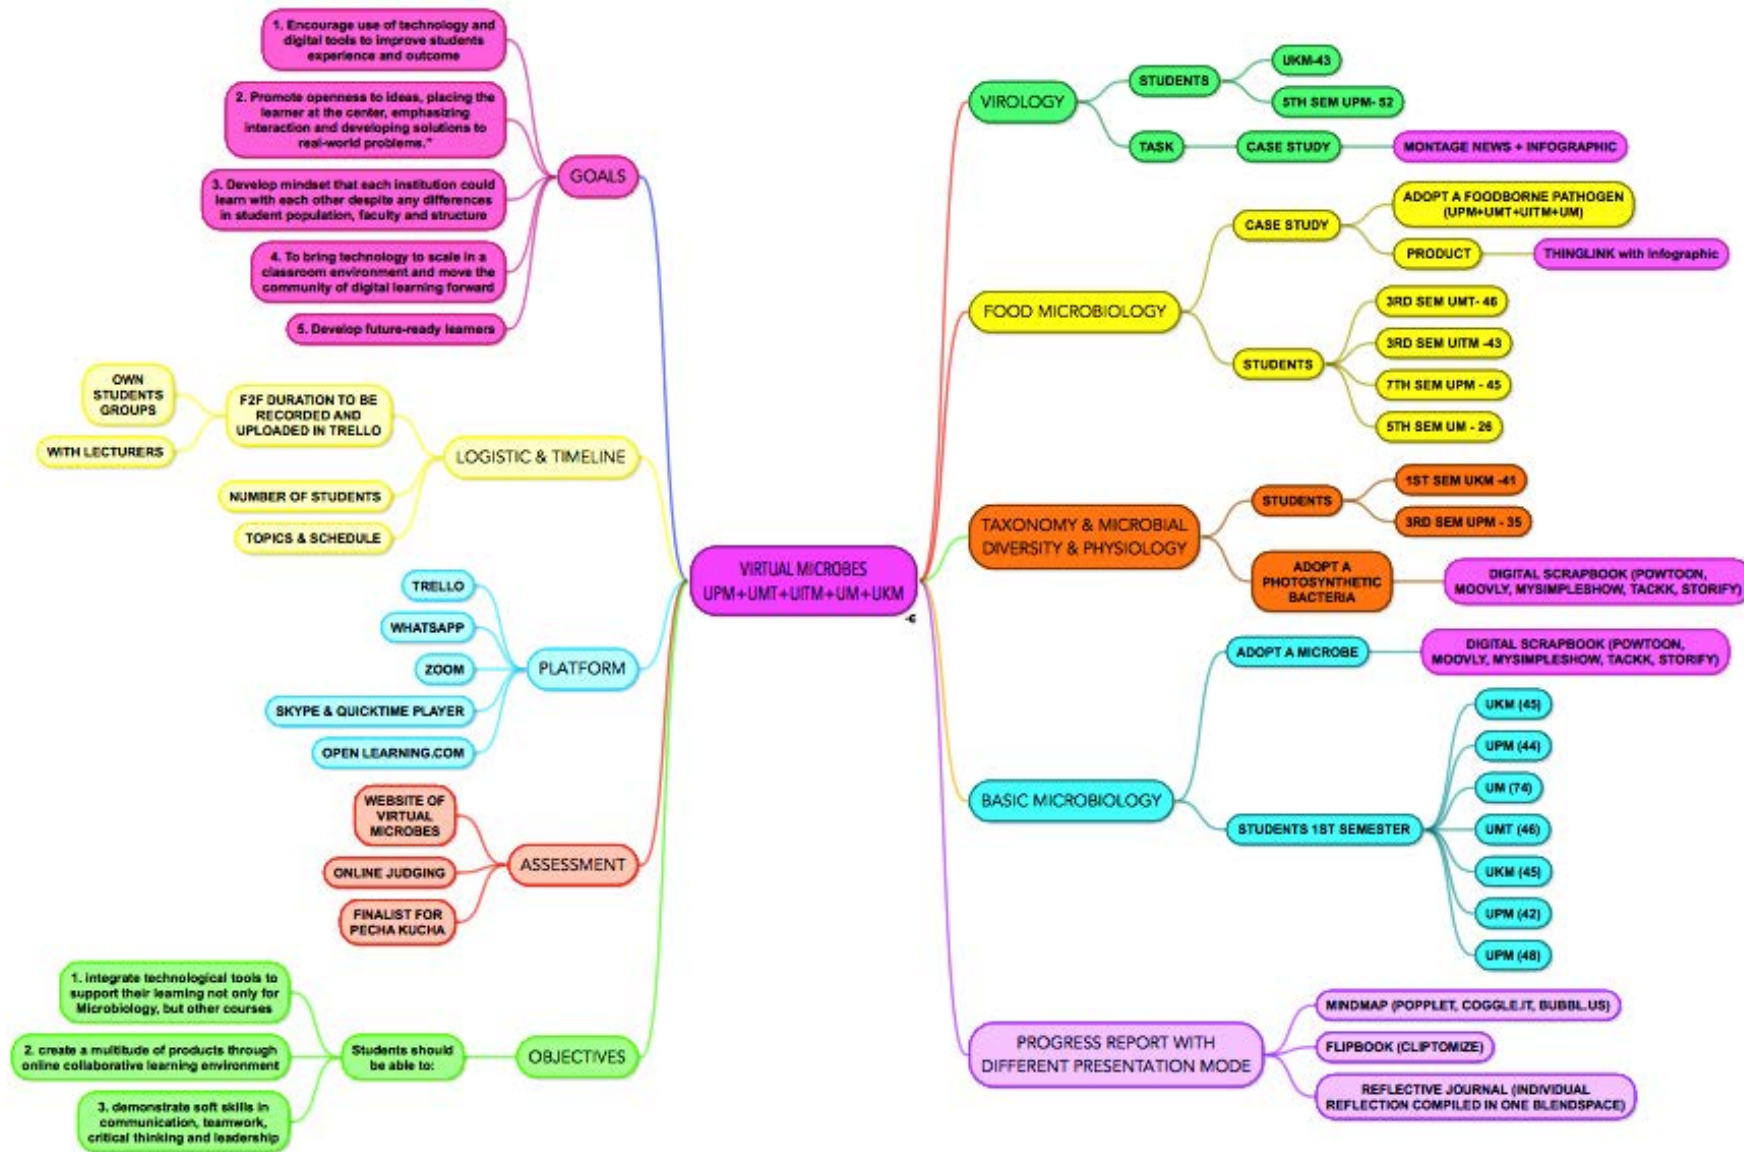 1. Encourage use of technology and
digital tools to improve students
experience and outcome
2. Promote openness to ideas, placing the
learner at the center, emphasizing
interaction and developing solutions to
real-world problems."
3. Develop mindset that each institution could
learn with each other despite any differences
in student population, faculty and structure
4. To bring technology to scale in a
classroom environment and move the
community of digital learning forward
5. Develop future-ready learners
GOALS
OWN
STUDENTS
GROUPS
WITH LECTURERS
F2F DURATION TO BE
RECORDED AND
UPLOADED IN TRELLO
NUMBER OF STUDENTS
TOPICS & SCHEDULE
LOGISTIC & TIMELINE
TRELLO
WHATSAPP
ZOOM
SKYPE & QUICKTIME PLAYER
OPEN LEARNING.COM
PLATFORM
WEBSITE OF
VIRTUAL
MICROBES
ONLINE JUDGING
FINALIST FOR
PECHA KUCHA
ASSESSMENT
1. integrate technological tools to
support their learning not only for
Microbiology, but other courses
2. create a multitude of products through
online collaborative learning environment
3. demonstrate soft skills in
communication, teamwork,
critical thinking and leadership
Students should
be able to:
OBJECTIVES
VIRTUAL MICROBES
UPM+UMT+UITM+UM+UKM
-6
VIROLOGY
STUDENTS
UKM-43
5TH SEM UPM- 52
TASK
CASE STUDY
MONTAGE NEWS + INFOGRAPHIC
FOOD MICROBIOLOGY
CASE STUDY
ADOPT A FOODBORNE PATHOGEN
(UPM+UMT+UITM+UM)
PRODUCT
THINGLINK with Infographic
STUDENTS
3RD SEM UMT- 46
3RD SEM UITM -43
7TH SEM UPM - 45
5TH SEM UM - 26
TAXONOMY & MICROBIAL
DIVERSITY & PHYSIOLOGY
STUDENTS
1ST SEM UKM -41
3RD SEM UPM - 35
ADOPT A
PHOTOSYNTHETIC
BACTERIA
DIGITAL SCRAPBOOK (POWTOON,
MOOVLY, MYSIMPLESHOW, TACKK, STORIFY)
BASIC MICROBIOLOGY
ADOPT A MICROBE
DIGITAL SCRAPBOOK (POWTOON,
MOOVLY, MYSIMPLESHOW, TACKK, STORIFY)
STUDENTS 1ST SEMESTER
UKM (45)
UPM (44)
UM (74)
UMT (46)
UKM (45)
UPM (42)
UPM (48)
PROGRESS REPORT WITH
DIFFERENT PRESENTATION MODE
MINDMAP (POPPLET, COGGLE.IT, BUBBL.US)
FLIPBOOK (CLIPTOMIZE)
REFLECTIVE JOURNAL (INDIVIDUAL
REFLECTION COMPILED IN ONE BLENDSPACE)